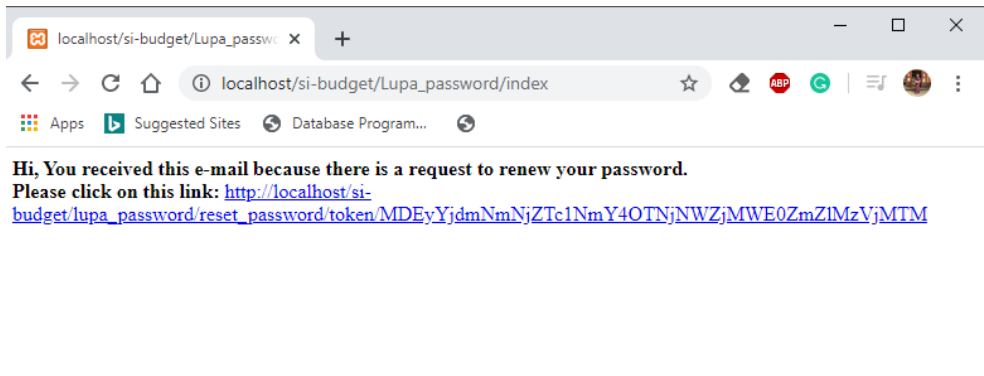 localhost/si-budget/Lupa_passwo
localhost/si-budget/Lupa_password/index
ABP
G
Apps
Suggested Sites
Database Program...
Hi, You received this e-mail because there is a request to renew your password.
Please click on this link: http://localhost/si-
budget/lupa_password/reset_password/token/MDEyYjdmNmNjZTc1NmY4OTNjNWZjMWE0ZmZlMzVjMTM